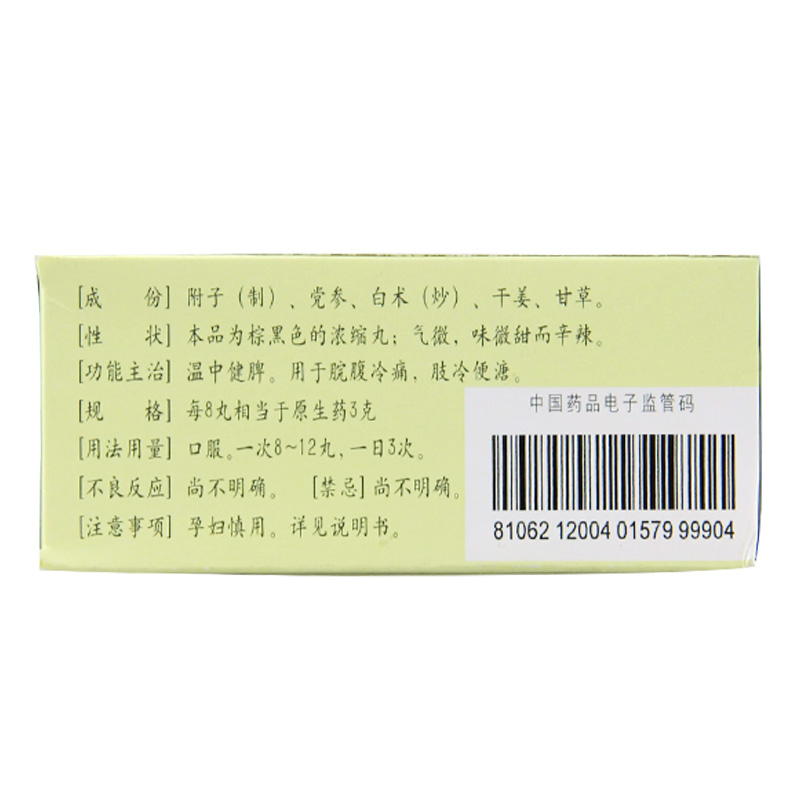 [成　份] 附子（制）、党参、白术（炒）、干姜、甘草。
[性　状] 本品为棕黑色的浓缩丸；气微，味微甜而辛辣。
[功能主治] 温中健脾。用于脘腹冷痛，肢冷便溏。
[规　格] 每8丸相当于原生药3克
[用法用量] 口服。一次8~12丸，一日3次。
[不良反应] 尚不明确。 [禁忌] 尚不明确。
[注意事项] 孕妇慎用。详见说明书。
中国药品电子监管码
81062 12004 01579 99904